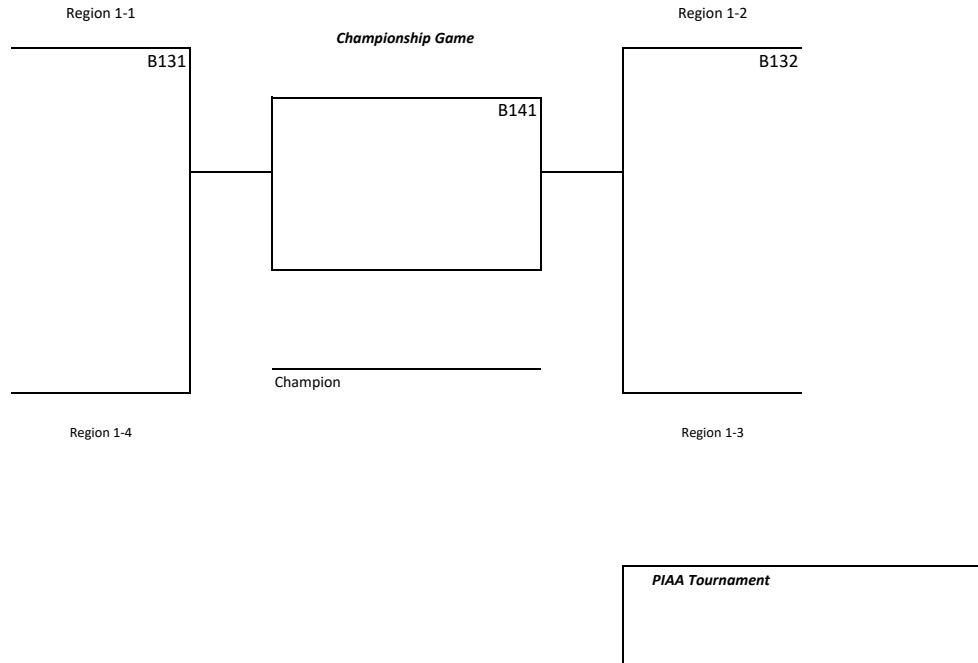 Region 1-1
Region 1-2
Championship Game
B131
B132
B141
Champion
Region 1-4
Region 1-3
PIAA Tournament